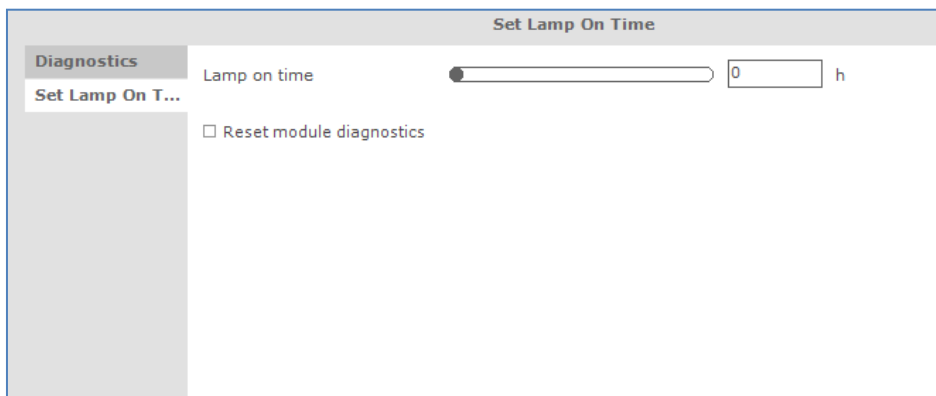 Set Lamp On Time
Diagnostics
Set Lamp On T...
Lamp on time 0 h
Reset module diagnostics